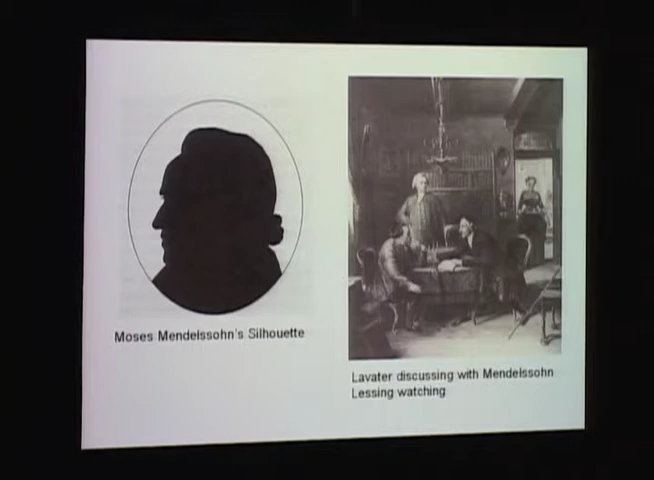 Moses Mendelssohn's Silhouette
Lavater discussing with Mendelssohn
Lessing watching